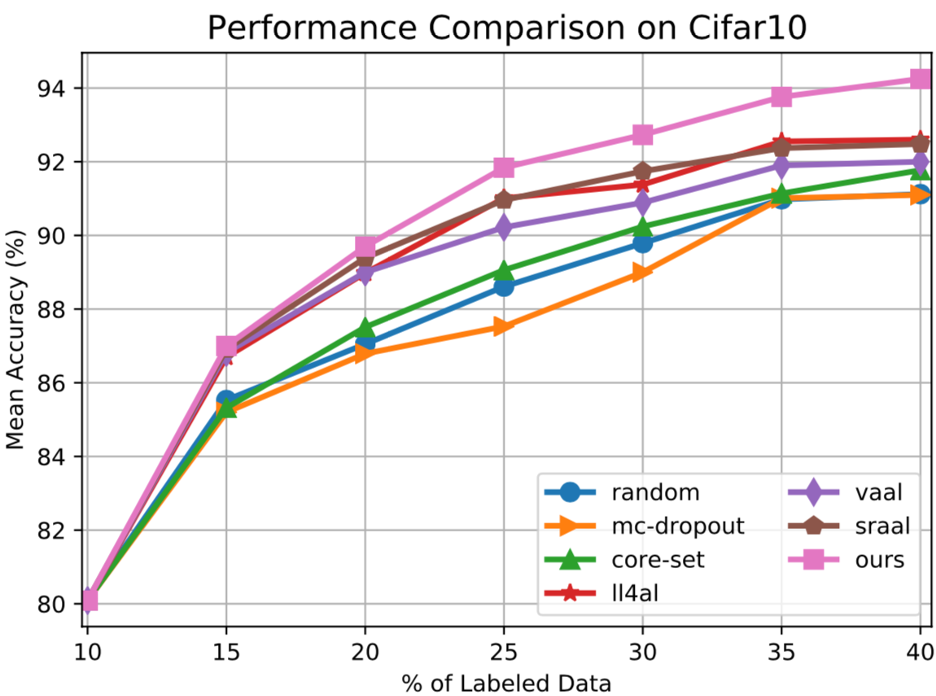 Performance Comparison on Cifar10
Mean Accuracy (%)
94
92
90
88
86
84
82
80
random
mc-dropout
core-set
ll4al
vaal
sraal
ours
10 15 20 25 30 35 40
% of Labeled Data